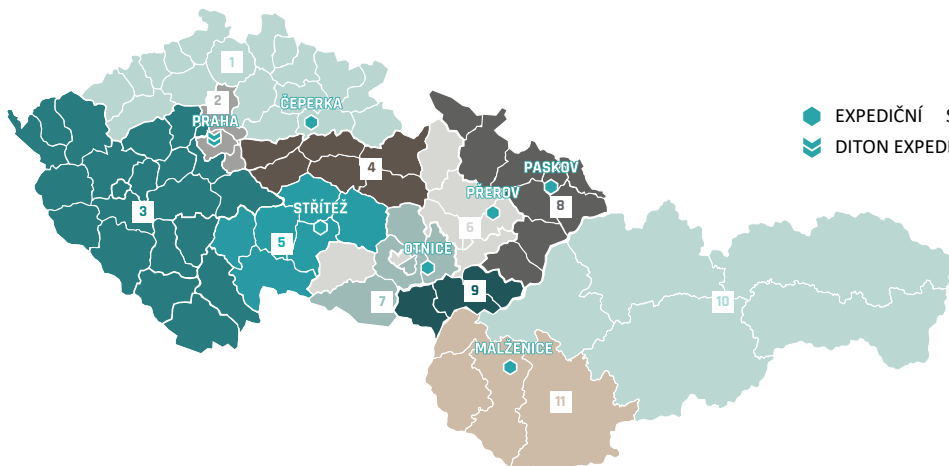 1
2
ČEPERKA
PRAHA
EXPEDIČNÍ S
DITON EXPED
4
PASKOV
PŘEROV
3
STŘÍTEŽ
8
6
5
OTNICE
9
7
10
MALŽENICE
11